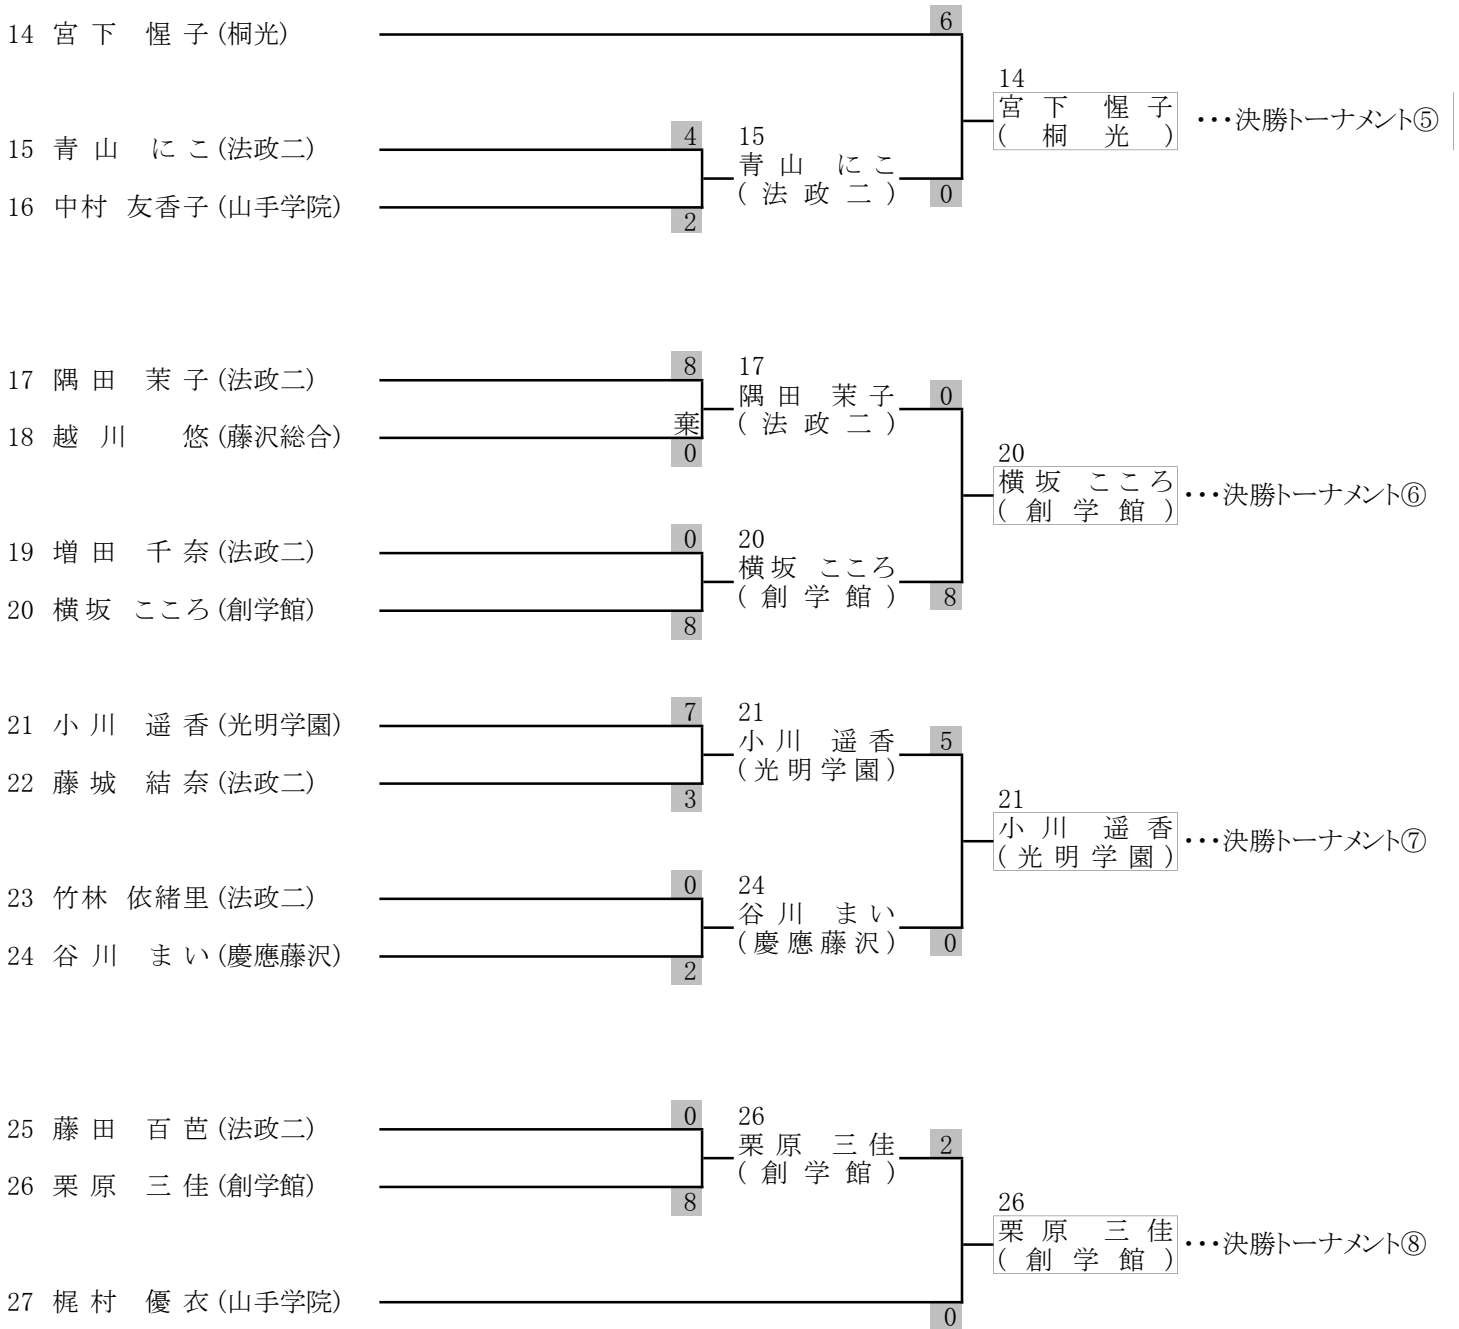 14 宮下 惺子 (桐光) 6
14
宮下 惺子
(桐光)
・・・決勝トーナメント⑤
15 青山 にこ (法政二) 4
15
青山 にこ
(法政二)
0
16 中村 友香子 (山手学院) 2
17 隅田 茉子 (法政二) 8
17
隅田 茉子
(法政二)
0
18 越川 悠 (藤沢総合) 棄
0
20
横坂 こころ
(創学館)
・・・決勝トーナメント⑥
19 増田 千奈 (法政二) 0
20
横坂 こころ
(創学館)
8
20 横坂 こころ (創学館) 8
21 小川 遥香 (光明学園) 7
21
小川 遥香
(光明学園)
5
22 藤城 結奈 (法政二) 3
21
小川 遥香
(光明学園)
・・・決勝トーナメント⑦
23 竹林 依緒里 (法政二) 0
24
谷川 まい
(慶應藤沢)
0
24 谷川 まい (慶應藤沢) 2
25 藤田 百芭 (法政二) 0
26
栗原 三佳
(創学館)
2
26 栗原 三佳 (創学館) 8
26
栗原 三佳
(創学館)
・・・決勝トーナメント⑧
27 梶村 優衣 (山手学院) 0